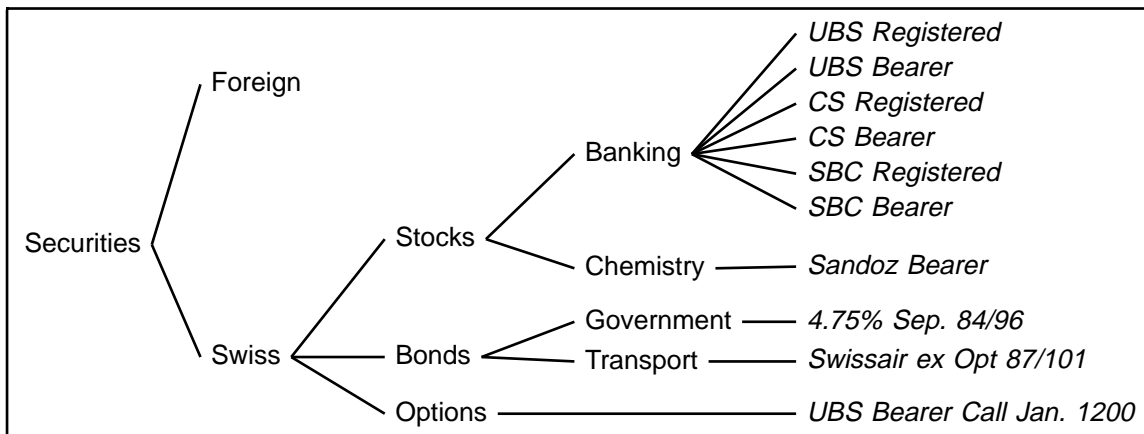 UBS Registered
UBS Bearer
Foreign
CS Registered
CS Bearer
Banking
SBC Registered
SBC Bearer
Stocks
Securities
Chemistry
Sandoz Bearer
Government
4.75% Sep. 84/96
Swiss
Bonds
Transport
Swissair ex Opt 87/101
Options
UBS Bearer Call Jan. 1200